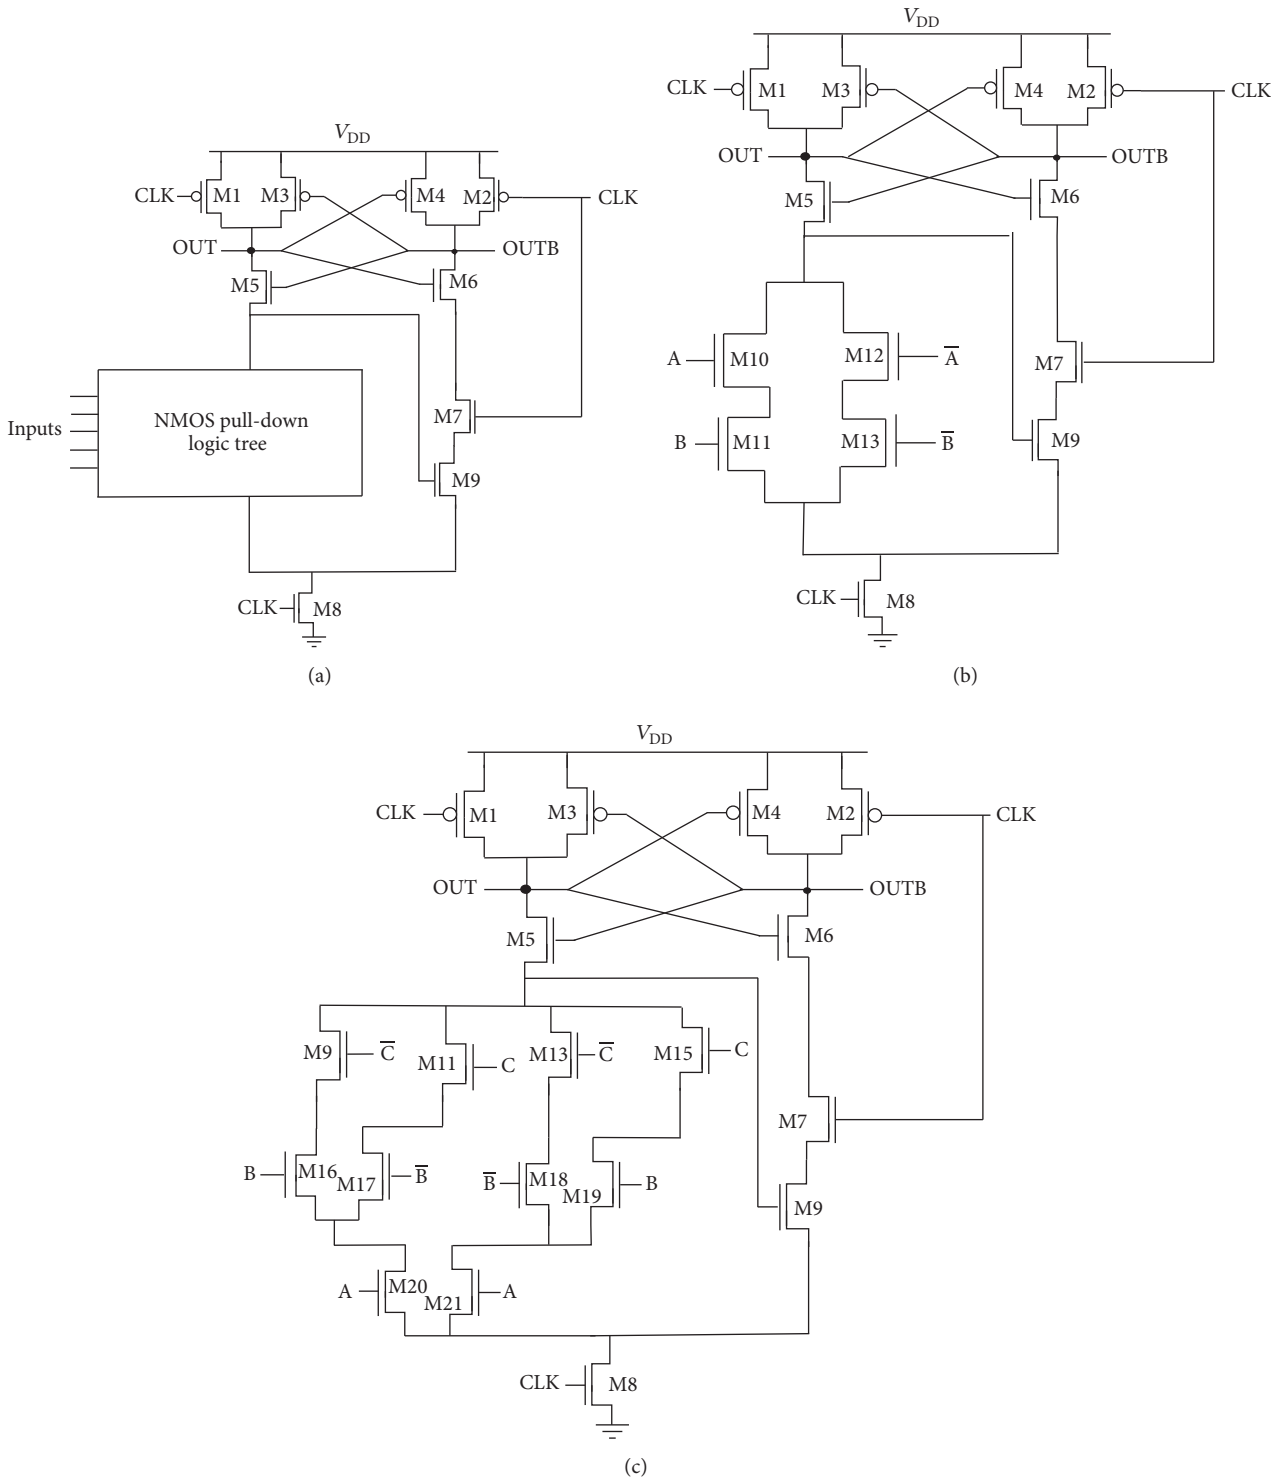 V_DD
CLK
M1
M3
M4
M2
CLK
OUT
OUTB
M5
M6
NMOS pull-down
logic tree
Inputs
M7
M9
CLK
M8
(a)
V_DD
CLK
M1
M3
M4
M2
CLK
OUT
OUTB
M5
M6
A
M10
M12
A̅
M7
B
M11
M13
B̅
M9
CLK
M8
(b)
V_DD
CLK
M1
M3
M4
M2
CLK
OUT
OUTB
M5
M6
M9
C̅
M11
C
M13
C̅
M15
C
M7
B
M16
M17
B̅
B̅
M18
M19
B
M9
A
M20
M21
A
CLK
M8
(c)